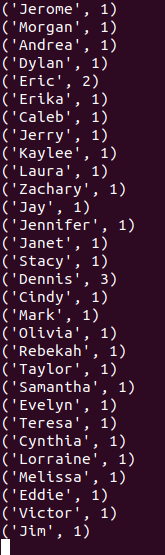 ('Jerome', 1)
('Morgan', 1)
('Andrea', 1)
('Dylan', 1)
('Eric', 2)
('Erika', 1)
('Caleb', 1)
('Jerry', 1)
('Kaylee', 1)
('Laura', 1)
('Zachary', 1)
('Jay', 1)
('Jennifer', 1)
('Janet', 1)
('Stacy', 1)
('Dennis', 3)
('Cindy', 1)
('Mark', 1)
('Olivia', 1)
('Rebekah', 1)
('Taylor', 1)
('Samantha', 1)
('Evelyn', 1)
('Teresa', 1)
('Cynthia', 1)
('Lorraine', 1)
('Melissa', 1)
('Eddie', 1)
('Victor', 1)
('Jim', 1)